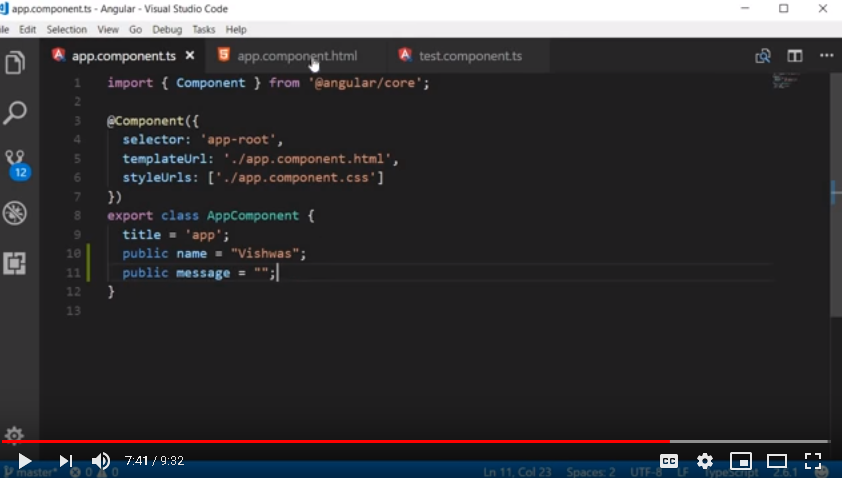 app.component.ts - Angular - Visual Studio Code
ile Edit Selection View Go Debug Tasks Help
app.component.ts × app.component.html test.component.ts
1 import { Component } from '@angular/core';
2
3 @Component({
4 selector: 'app-root',
5 templateUrl: './app.component.html',
6 styleUrls: ['./app.component.css']
7 })
8 export class AppComponent {
9 title = 'app';
10 public name = "Vishwas";
11 public message = "";
12 }
13
12
7:41 / 9:32
CC
master* 0 0 Ln 11, Col 23 Spaces: 2 UTF-8 LF TypeScript 2.6.1